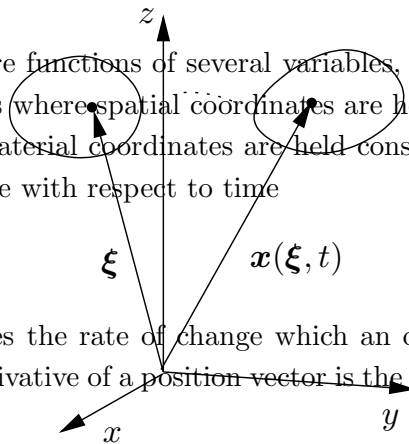 z
re functions of several variables,
s where spatial coordinates are he
aterial coordinates are held cons
e with respect to time
ξ
x(ξ, t)
es the rate of change which an o
ivative of a position vector is the
x
y